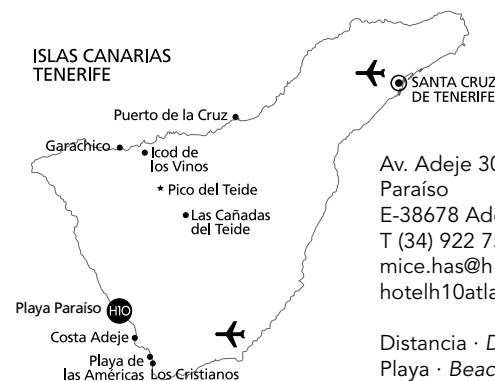 ISLAS CANARIAS
TENERIFE
SANTA CRUZ
DE TENERIFE
Puerto de la Cruz
Garachico
Icod de
los Vinos
Pico del Teide
Las Cañadas
del Teide
Playa Paraíso
H10
Costa Adeje
Playa de
las Américas
Los Cristianos
Av. Adeje 30
Paraíso
E-38678 Ade
T (34) 922 7
mice.has@h
hotelh10atla
Distancia ·
Playa · Beac